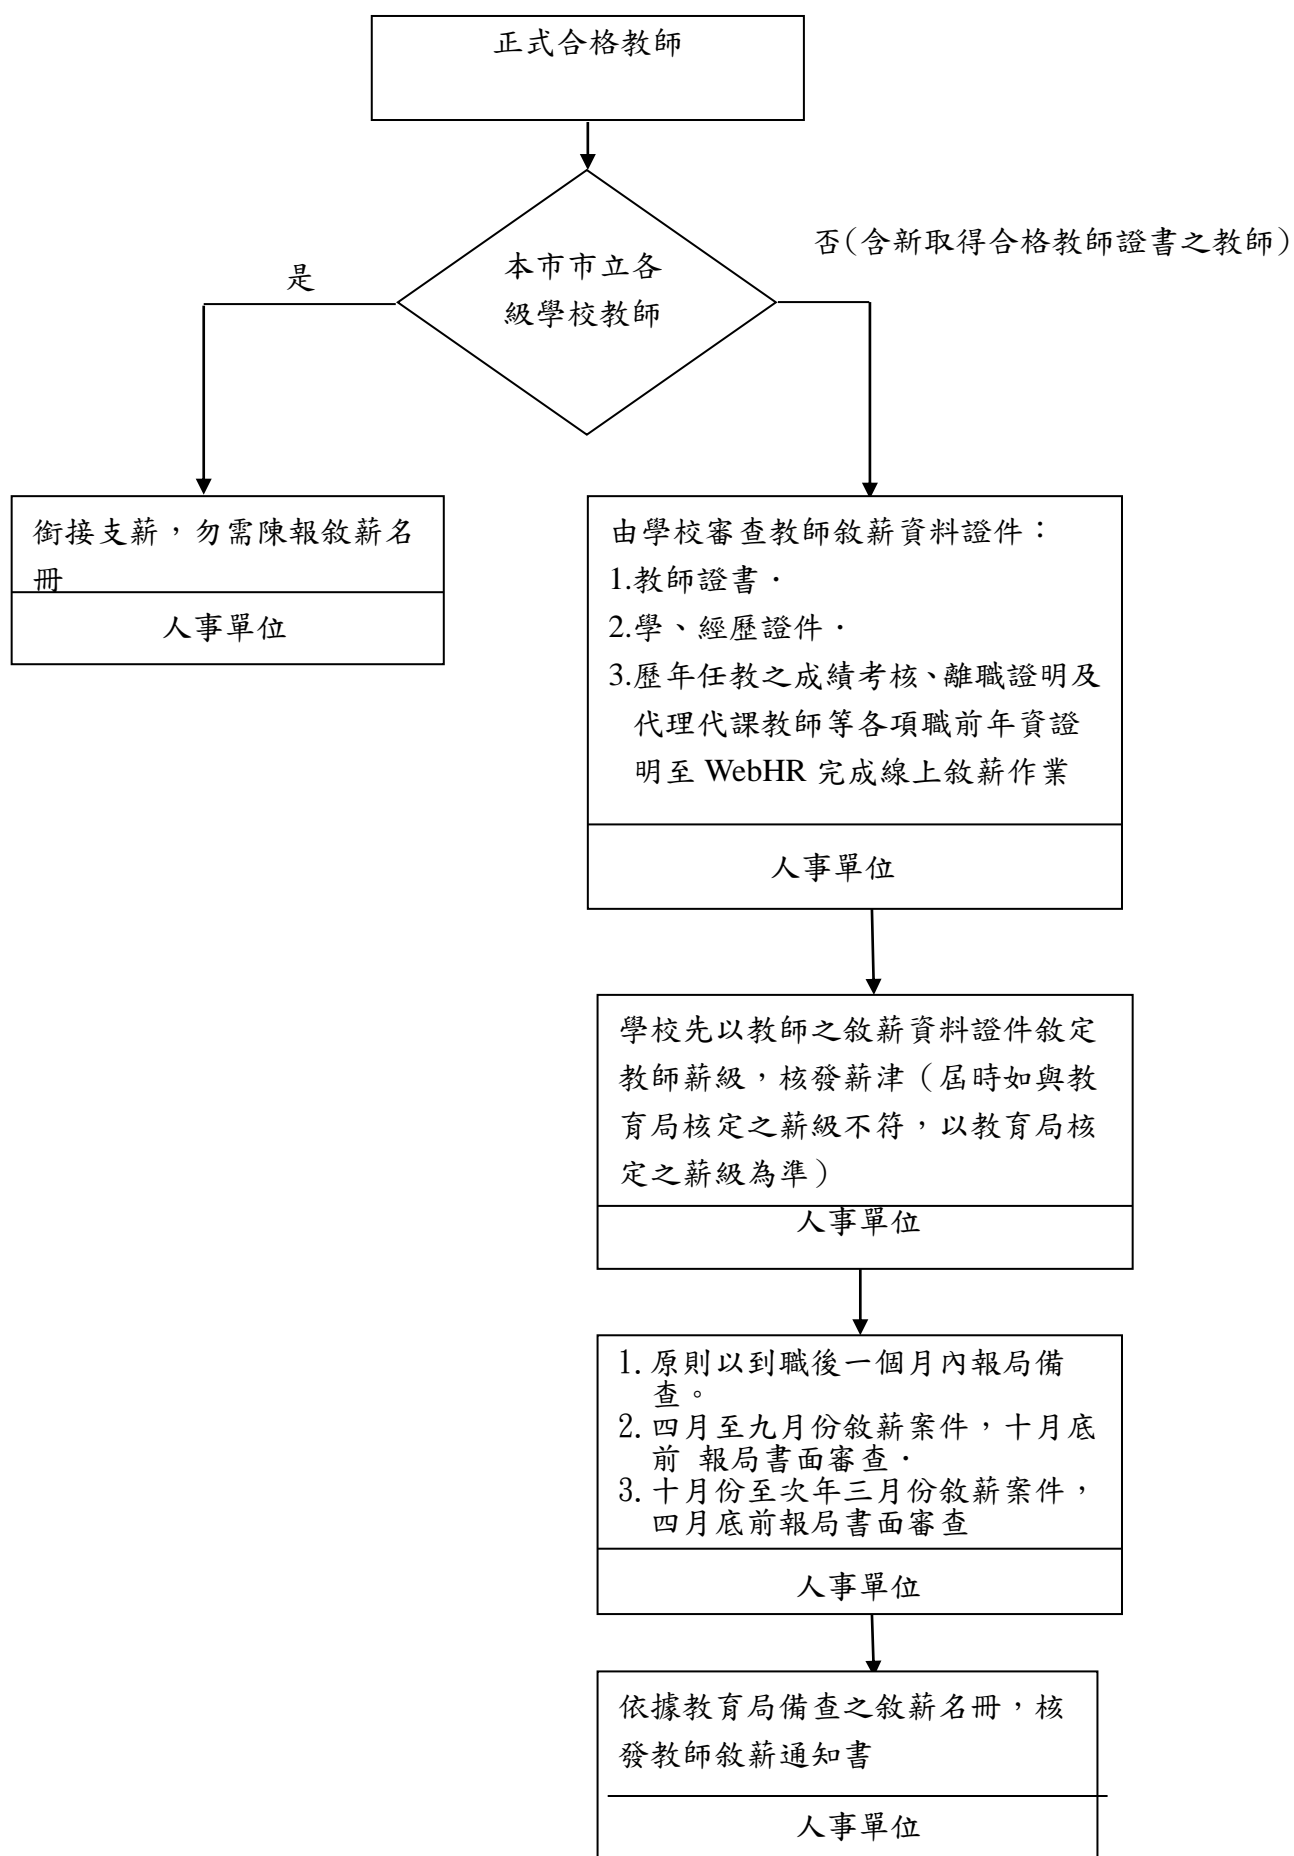 正式合格教師
否(含新取得合格教師證書之教師)
是
本市市立各
級學校教師
銜接支薪，勿需陳報敘薪名
冊
人事單位
由學校審查教師敘薪資料證件：
1.教師證書．
2.學、經歷證件．
3.歷年任教之成績考核、離職證明及
代理代課教師等各項職前年資證
明至 WebHR 完成線上敘薪作業
人事單位
學校先以教師之敘薪資料證件敘定
教師薪級，核發薪津（屆時如與教
育局核定之薪級不符，以教育局核
定之薪級為準）
人事單位
1. 原則以到職後一個月內報局備
查。
2. 四月至九月份敘薪案件，十月底
前 報局書面審查．
3. 十月份至次年三月份敘薪案件，
四月底前報局書面審查
人事單位
依據教育局備查之敘薪名冊，核
發教師敘薪通知書
人事單位